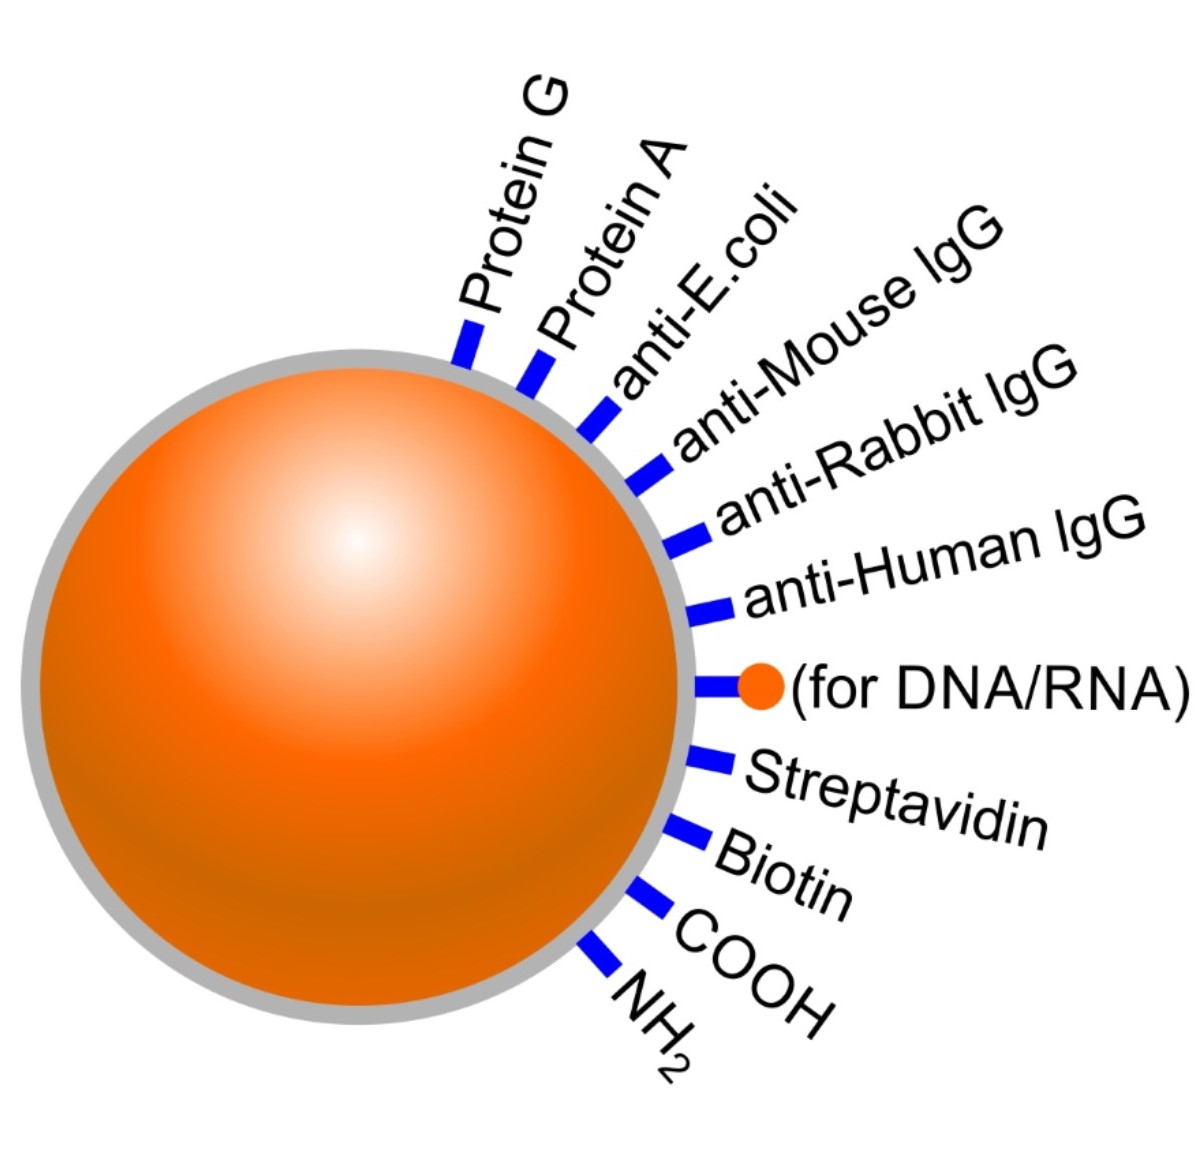 Protein G
Protein A
anti-E.coli
anti-Mouse IgG
anti-Rabbit IgG
anti-Human IgG
(for DNA/RNA)
Streptavidin
Biotin
COOH
NH₂